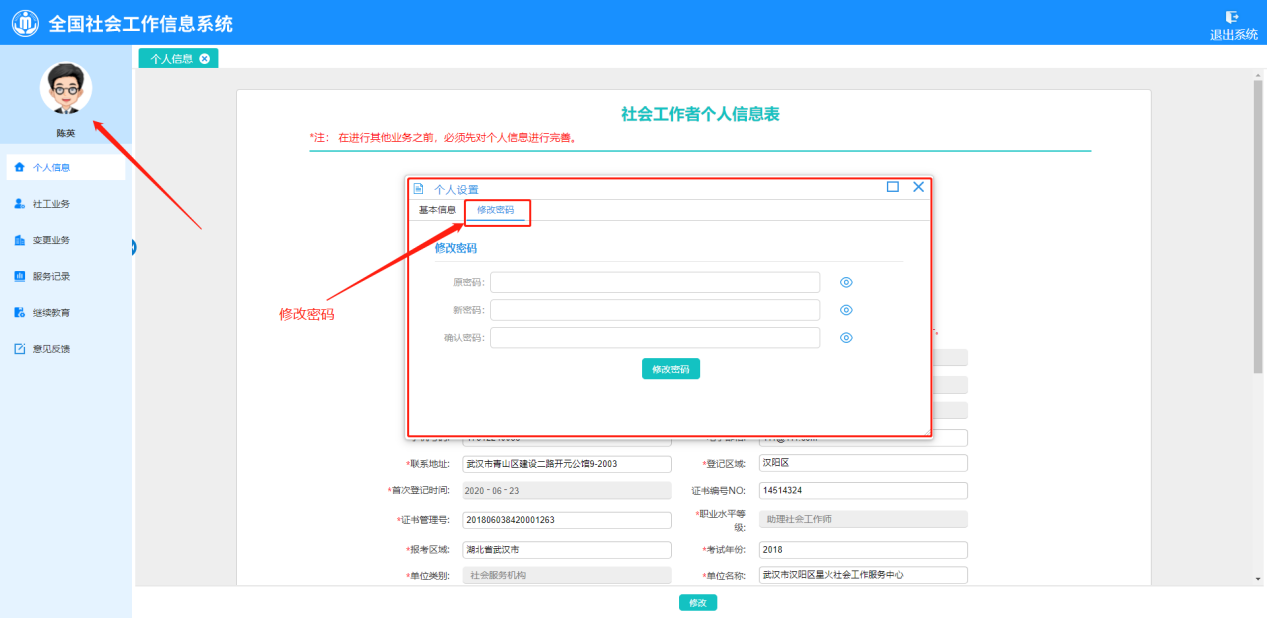 全国社会工作信息系统
退出系统
个人信息
陈英
社会工作者个人信息表
*注： 在进行其他业务之前，必须先对个人信息进行完善。
个人信息
社工业务
变更业务
服务记录
继续教育
意见反馈
个人设置
基本信息 修改密码
修改密码
原密码:
新密码:
确认密码:
修改密码
修改密码
*联系地址: 武汉市青山区建设二路开元公馆9-2003 *登记区域: 汉阳区
*首次登记时间: 2020-06-23 证书编号NO: 14514324
*证书管理号: 201806038420001263 *职业水平等级: 助理社会工作师
*报考区域: 湖北省武汉市 *考试年份: 2018
*单位类别: 社会服务机构 *单位名称: 武汉市汉阳区星火社会工作服务中心
修改